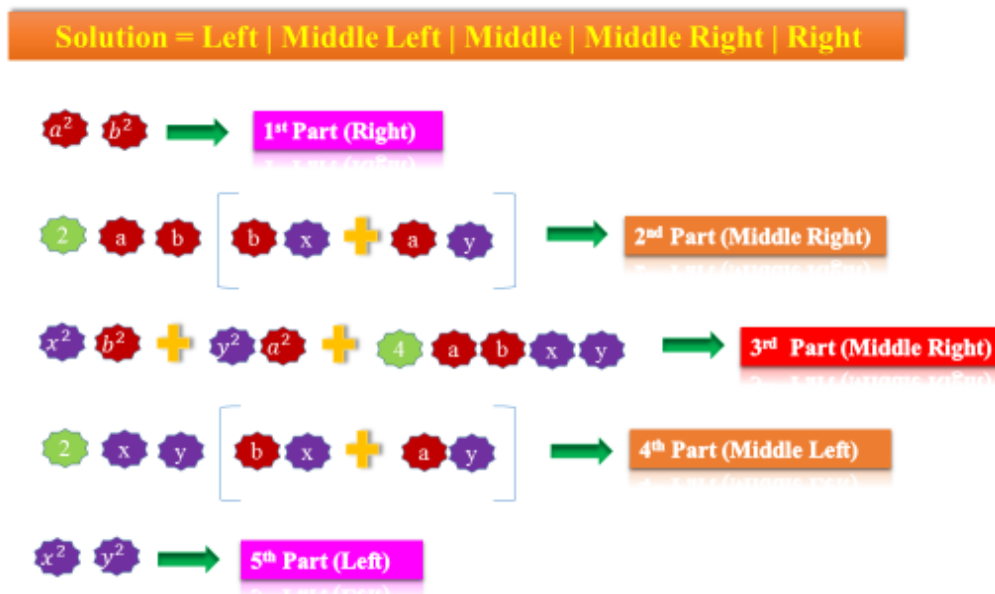 Solution = Left | Middle Left | Middle | Middle Right | Right
a² b² 1st Part (Right)
2 a b [ b x + a y ] 2nd Part (Middle Right)
x² b² + y² a² + 4 a b x y 3rd Part (Middle Right)
2 x y [ b x + a y ] 4th Part (Middle Left)
x² y² 5th Part (Left)